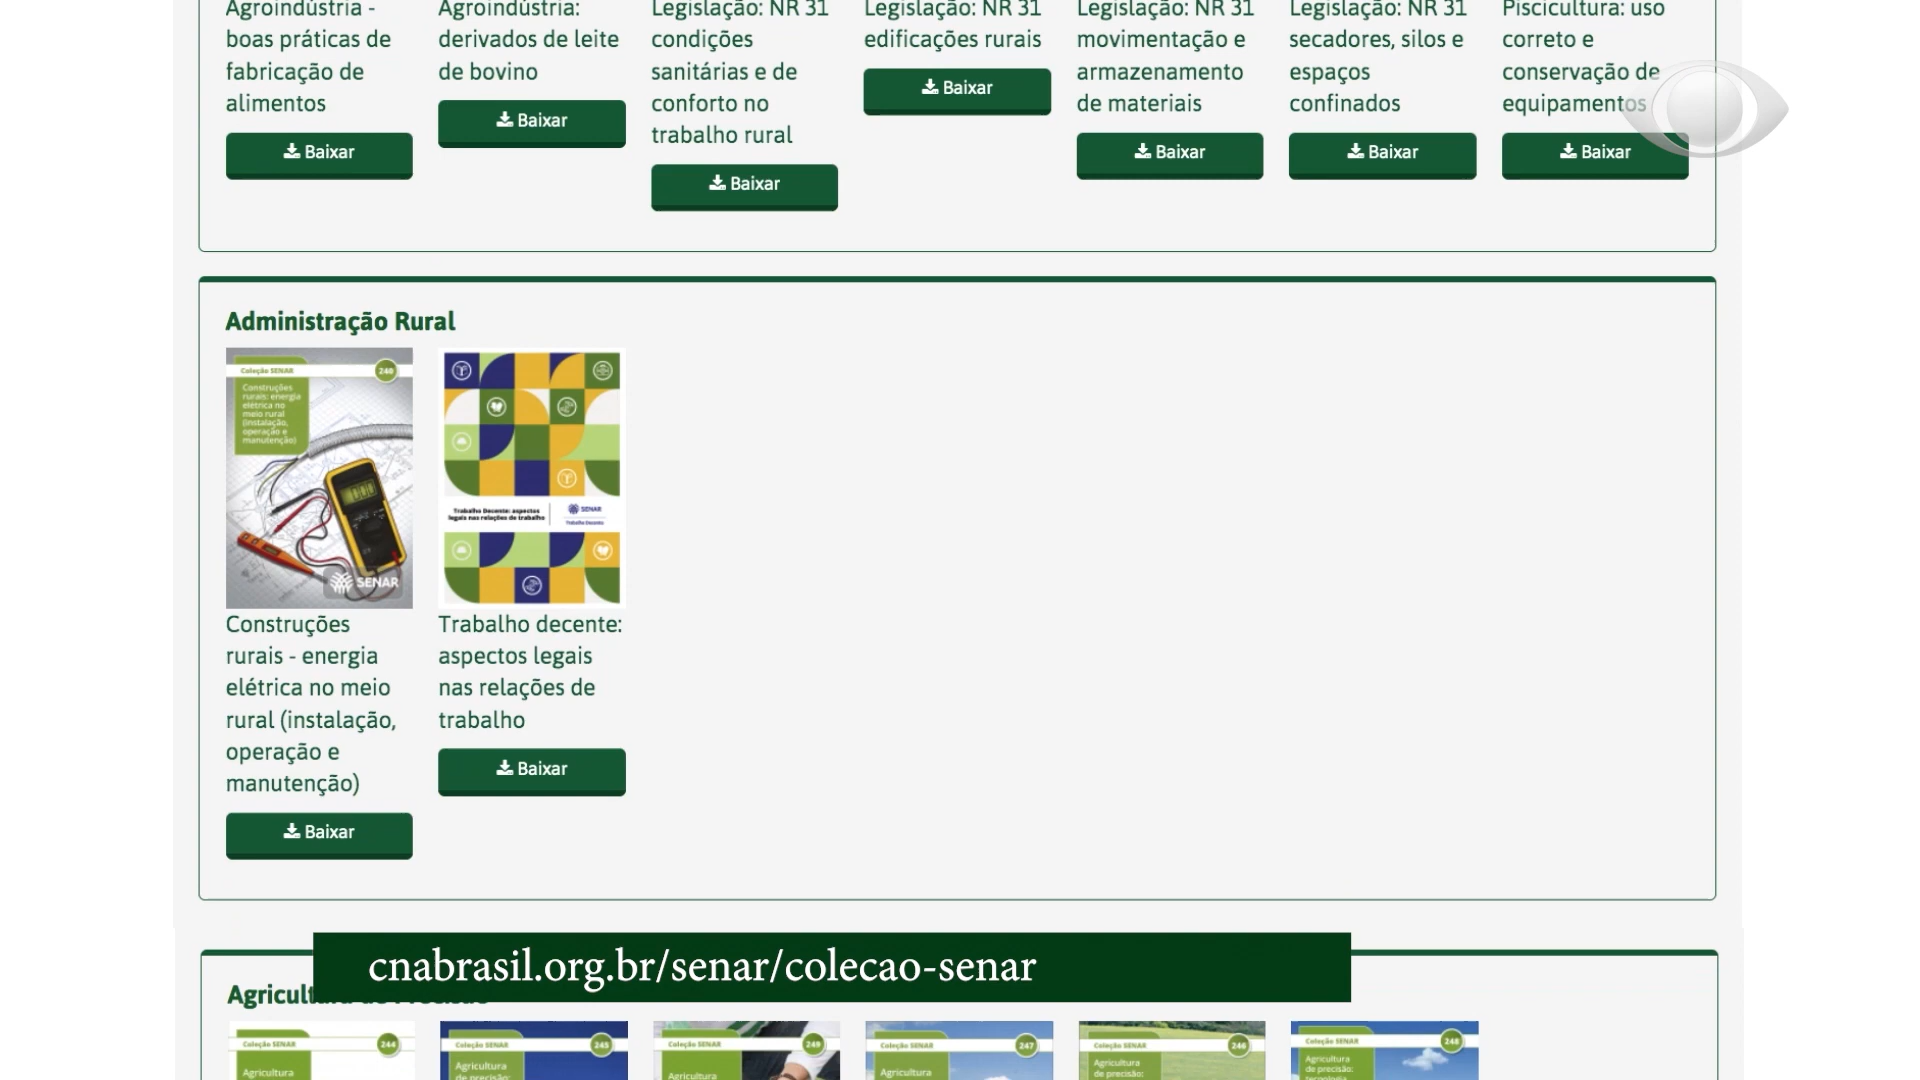 Agroindústria -
boas práticas de
fabricação de
alimentos
Baixar
Agroindústria:
derivados de leite
de bovino
Baixar
Legislação: NR 31
condições
sanitárias e de
conforto no
trabalho rural
Baixar
Legislação: NR 31
edificações rurais
Baixar
Legislação: NR 31
movimentação e
armazenamento
de materiais
Baixar
Legislação: NR 31
secadores, silos e
espaços
confinados
Baixar
Piscicultura: uso
correto e
conservação de
equipamentos
Baixar
Administração Rural
Coleção SENAR
240
Construções
rurais: energia
elétrica no
meio rural
(instalação,
operação e
manutenção)
SENAR
Construções
rurais - energia
elétrica no meio
rural (instalação,
operação e
manutenção)
Baixar
Trabalho Decente: aspectos
legais nas relações de trabalho
SENAR
Trabalho Decente
Trabalho decente:
aspectos legais
nas relações de
trabalho
Baixar
cnabrasil.org.br/senar/colecao-senar
Coleção SENAR
244
Agricultura
Coleção SENAR
245
Agricultura
de precisão:
Coleção SENAR
249
Agricultura
Coleção SENAR
247
Agricultura
Coleção SENAR
246
Agricultura
de precisão:
Coleção SENAR
248
Agricultura
de precisão:
tecnologia